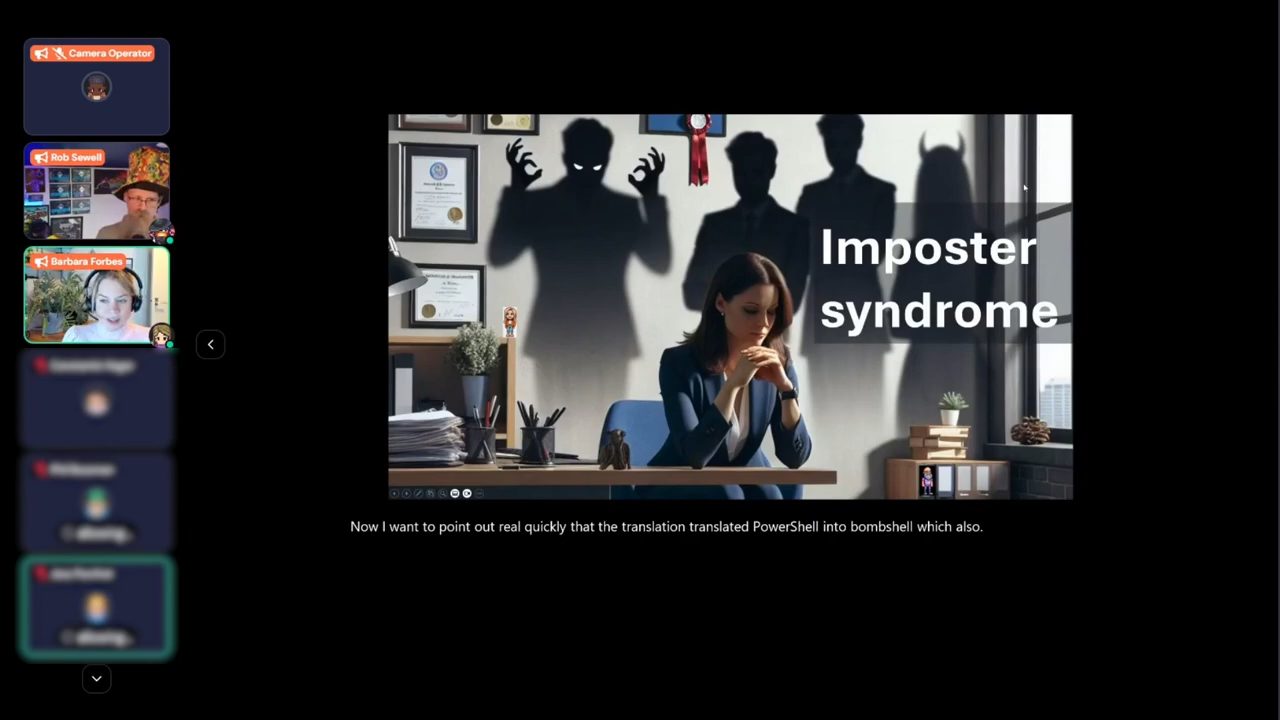 Camera Operator
Rob Sewell
Barbara Forbes
Imposter
syndrome
Now I want to point out real quickly that the translation translated PowerShell into bombshell which also.